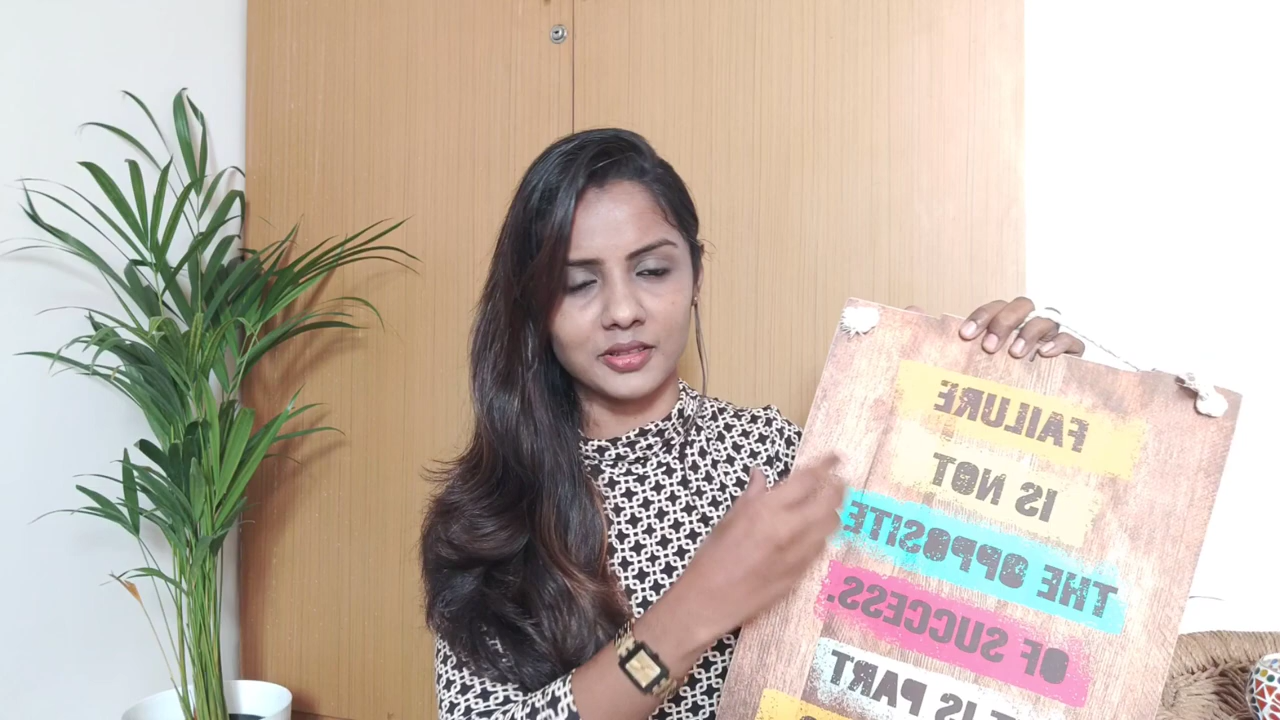 FAILURE
IS NOT
THE OPPOSITE
OF SUCCESS.
IS PART